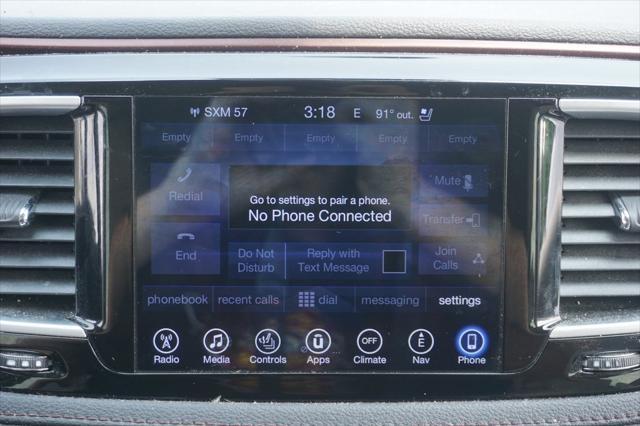 SXM 57 3:18 E 91° out.
Empty Empty Empty Empty Empty
Redial
Go to settings to pair a phone.
No Phone Connected
Mute
Transfer
End
Do Not
Disturb
Reply with
Text Message
Join
Calls
phonebook recent calls dial messaging settings
OFF E
Radio Media Controls Apps Climate Nav Phone